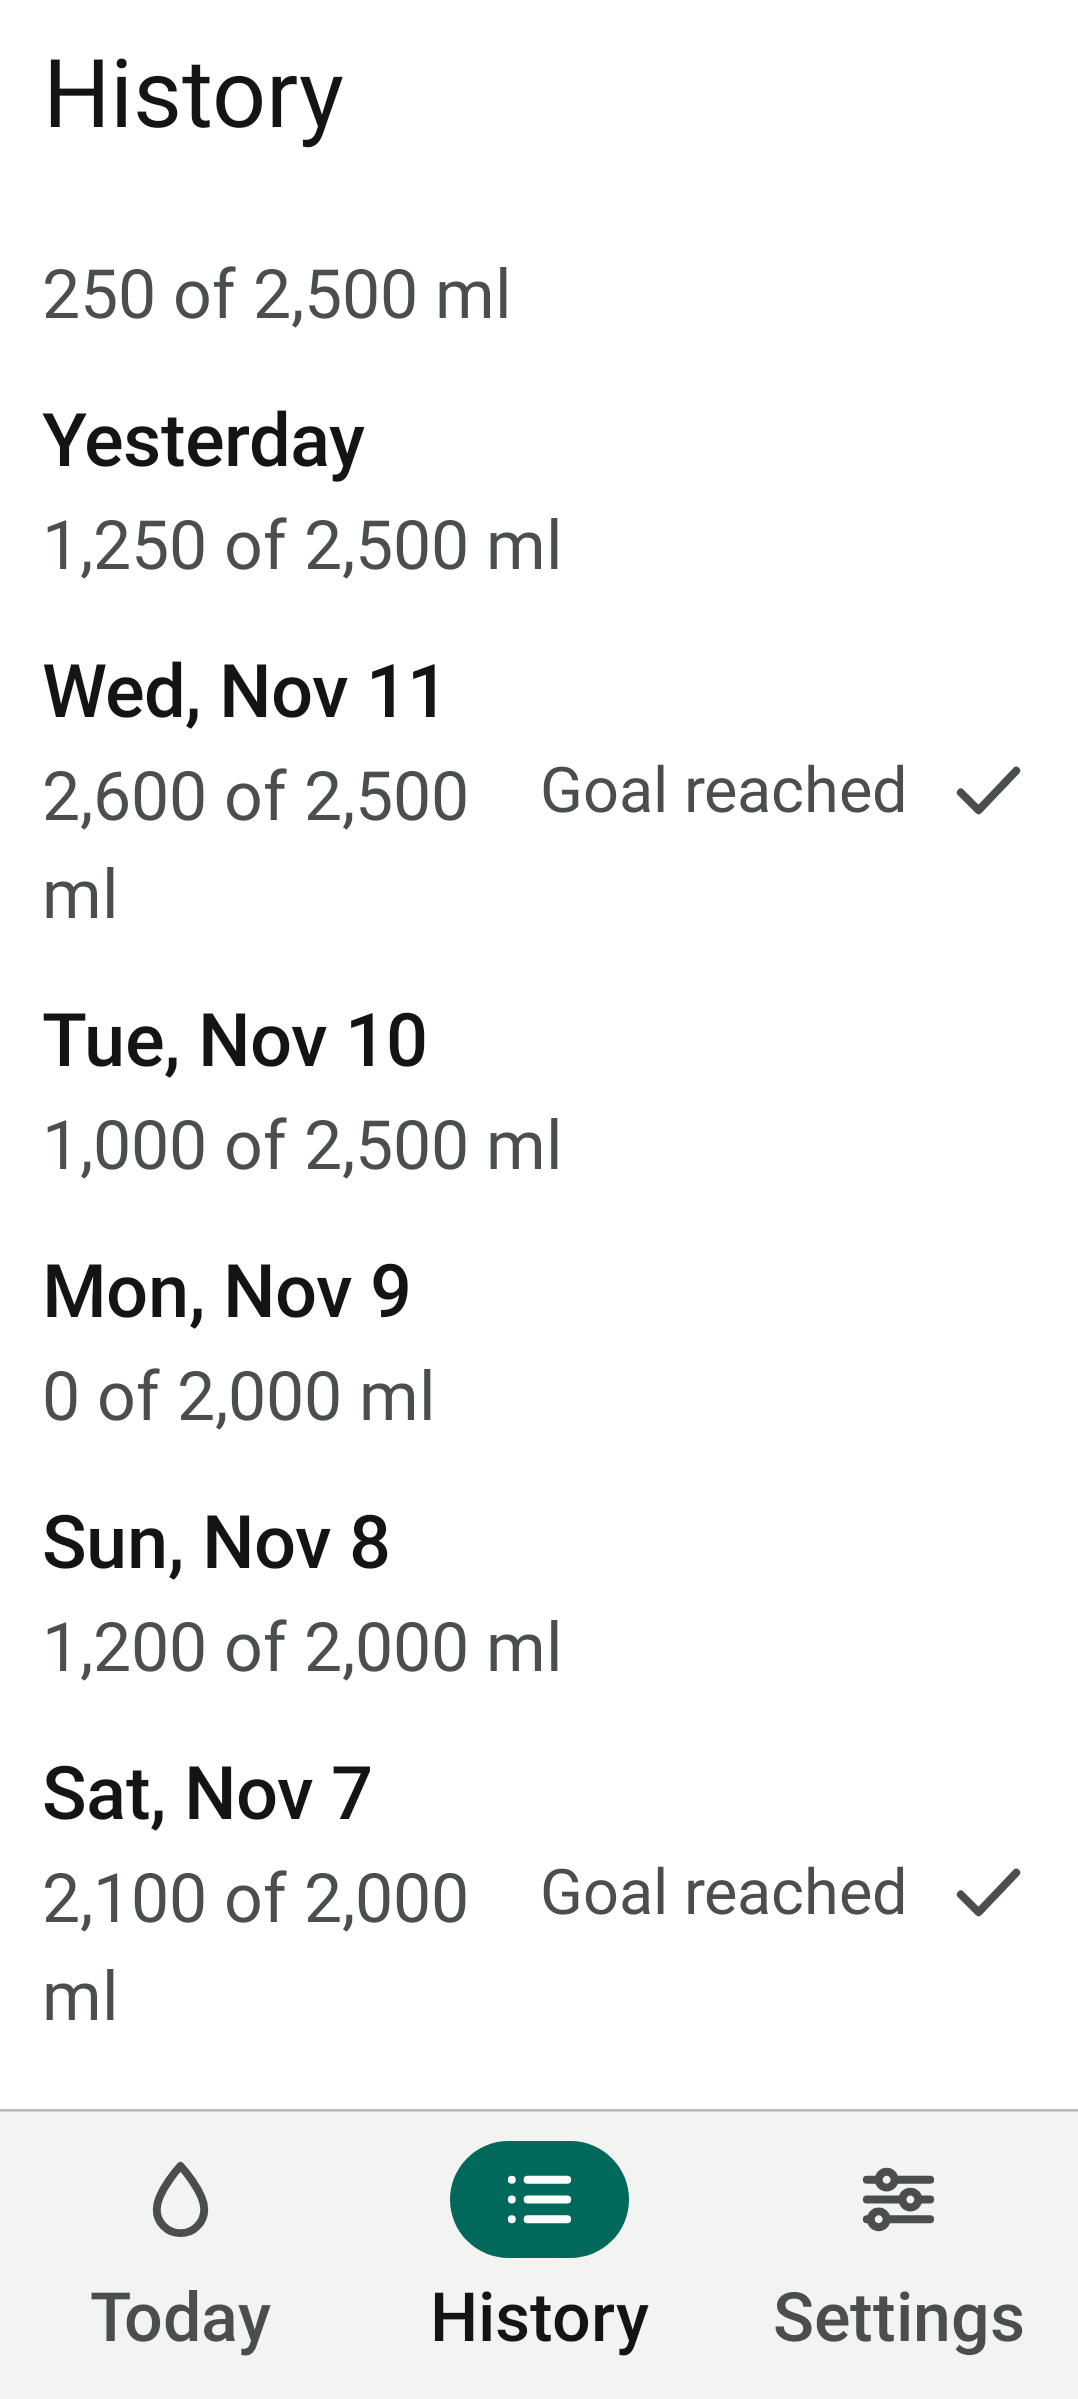 History
250 of 2,500 ml
Yesterday
1,250 of 2,500 ml
Wed, Nov 11
2,600 of 2,500
ml
Goal reached
Tue, Nov 10
1,000 of 2,500 ml
Mon, Nov 9
0 of 2,000 ml
Sun, Nov 8
1,200 of 2,000 ml
Sat, Nov 7
2,100 of 2,000
ml
Goal reached
Today
History
Settings